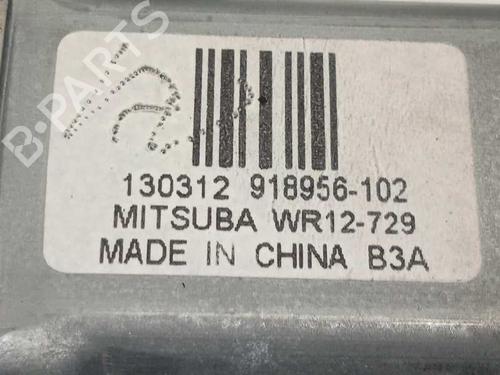 B-PARTS
130312 918956-102
MITSUBA WR12-729
MADE IN CHINA B3A